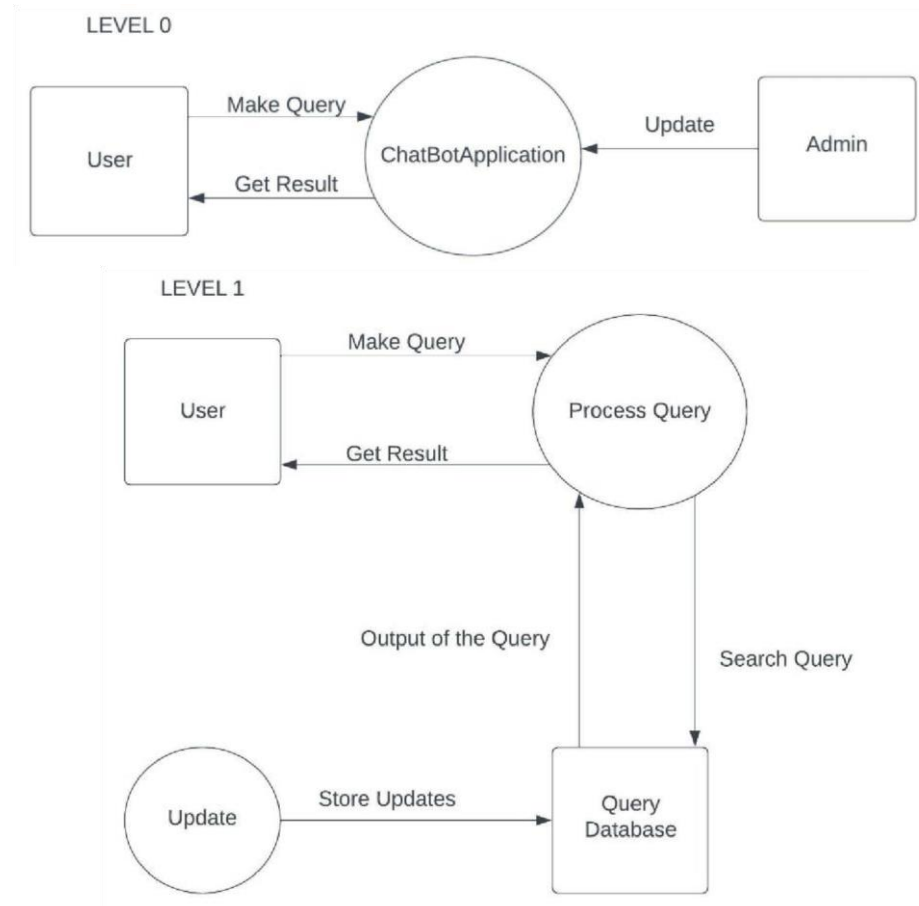 LEVEL 0
User
Make Query
Get Result
ChatBotApplication
Update
Admin
LEVEL 1
User
Make Query
Get Result
Process Query
Output of the Query
Search Query
Update
Store Updates
Query
Database